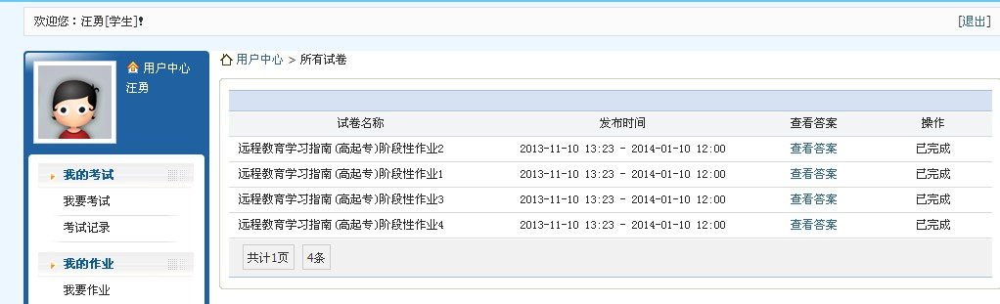 欢迎您：汪勇[学生]!
[退出]
用户中心
汪勇
我的考试
我要考试
考试记录
我的作业
我要作业
用户中心 > 所有试卷
试卷名称 发布时间 查看答案 操作
远程教育学习指南(高起专)阶段性作业2 2013-11-10 13:23 - 2014-01-10 12:00 查看答案 已完成
远程教育学习指南(高起专)阶段性作业1 2013-11-10 13:23 - 2014-01-10 12:00 查看答案 已完成
远程教育学习指南(高起专)阶段性作业3 2013-11-10 13:23 - 2014-01-10 12:00 查看答案 已完成
远程教育学习指南(高起专)阶段性作业4 2013-11-10 13:23 - 2014-01-10 12:00 查看答案 已完成
共计1页 4条